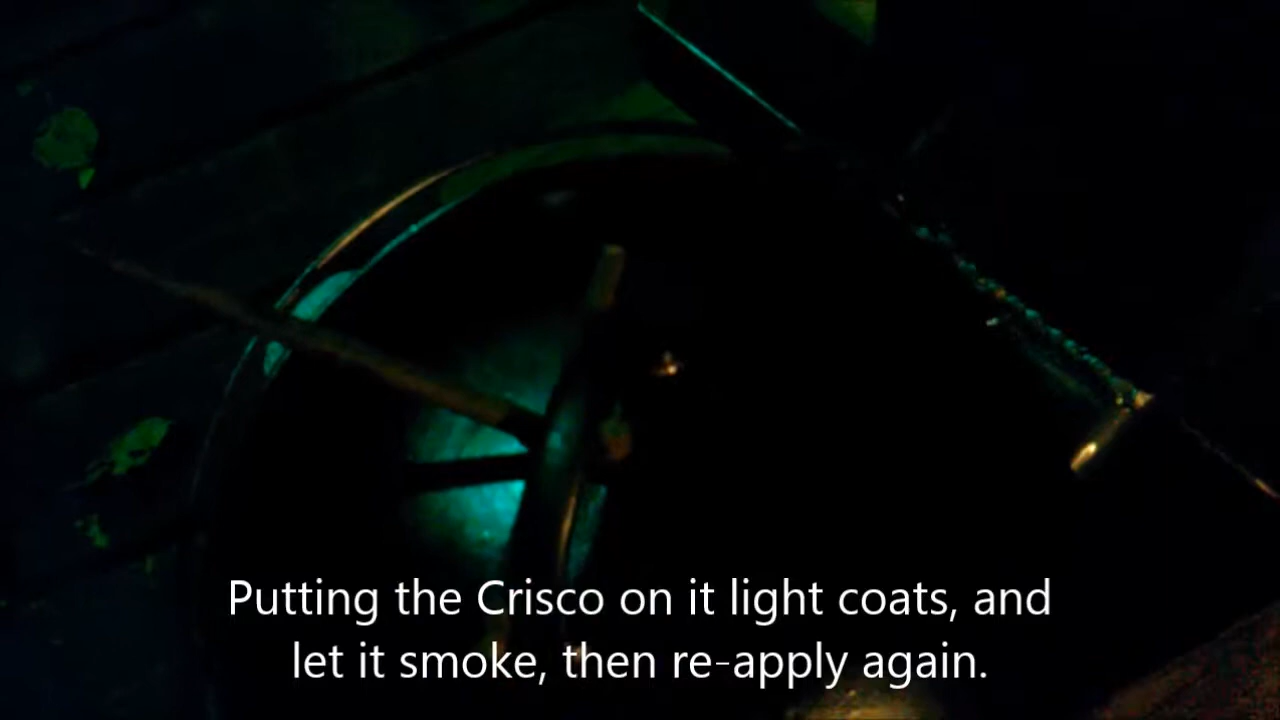 Putting the Crisco on it light coats, and
let it smoke, then re-apply again.